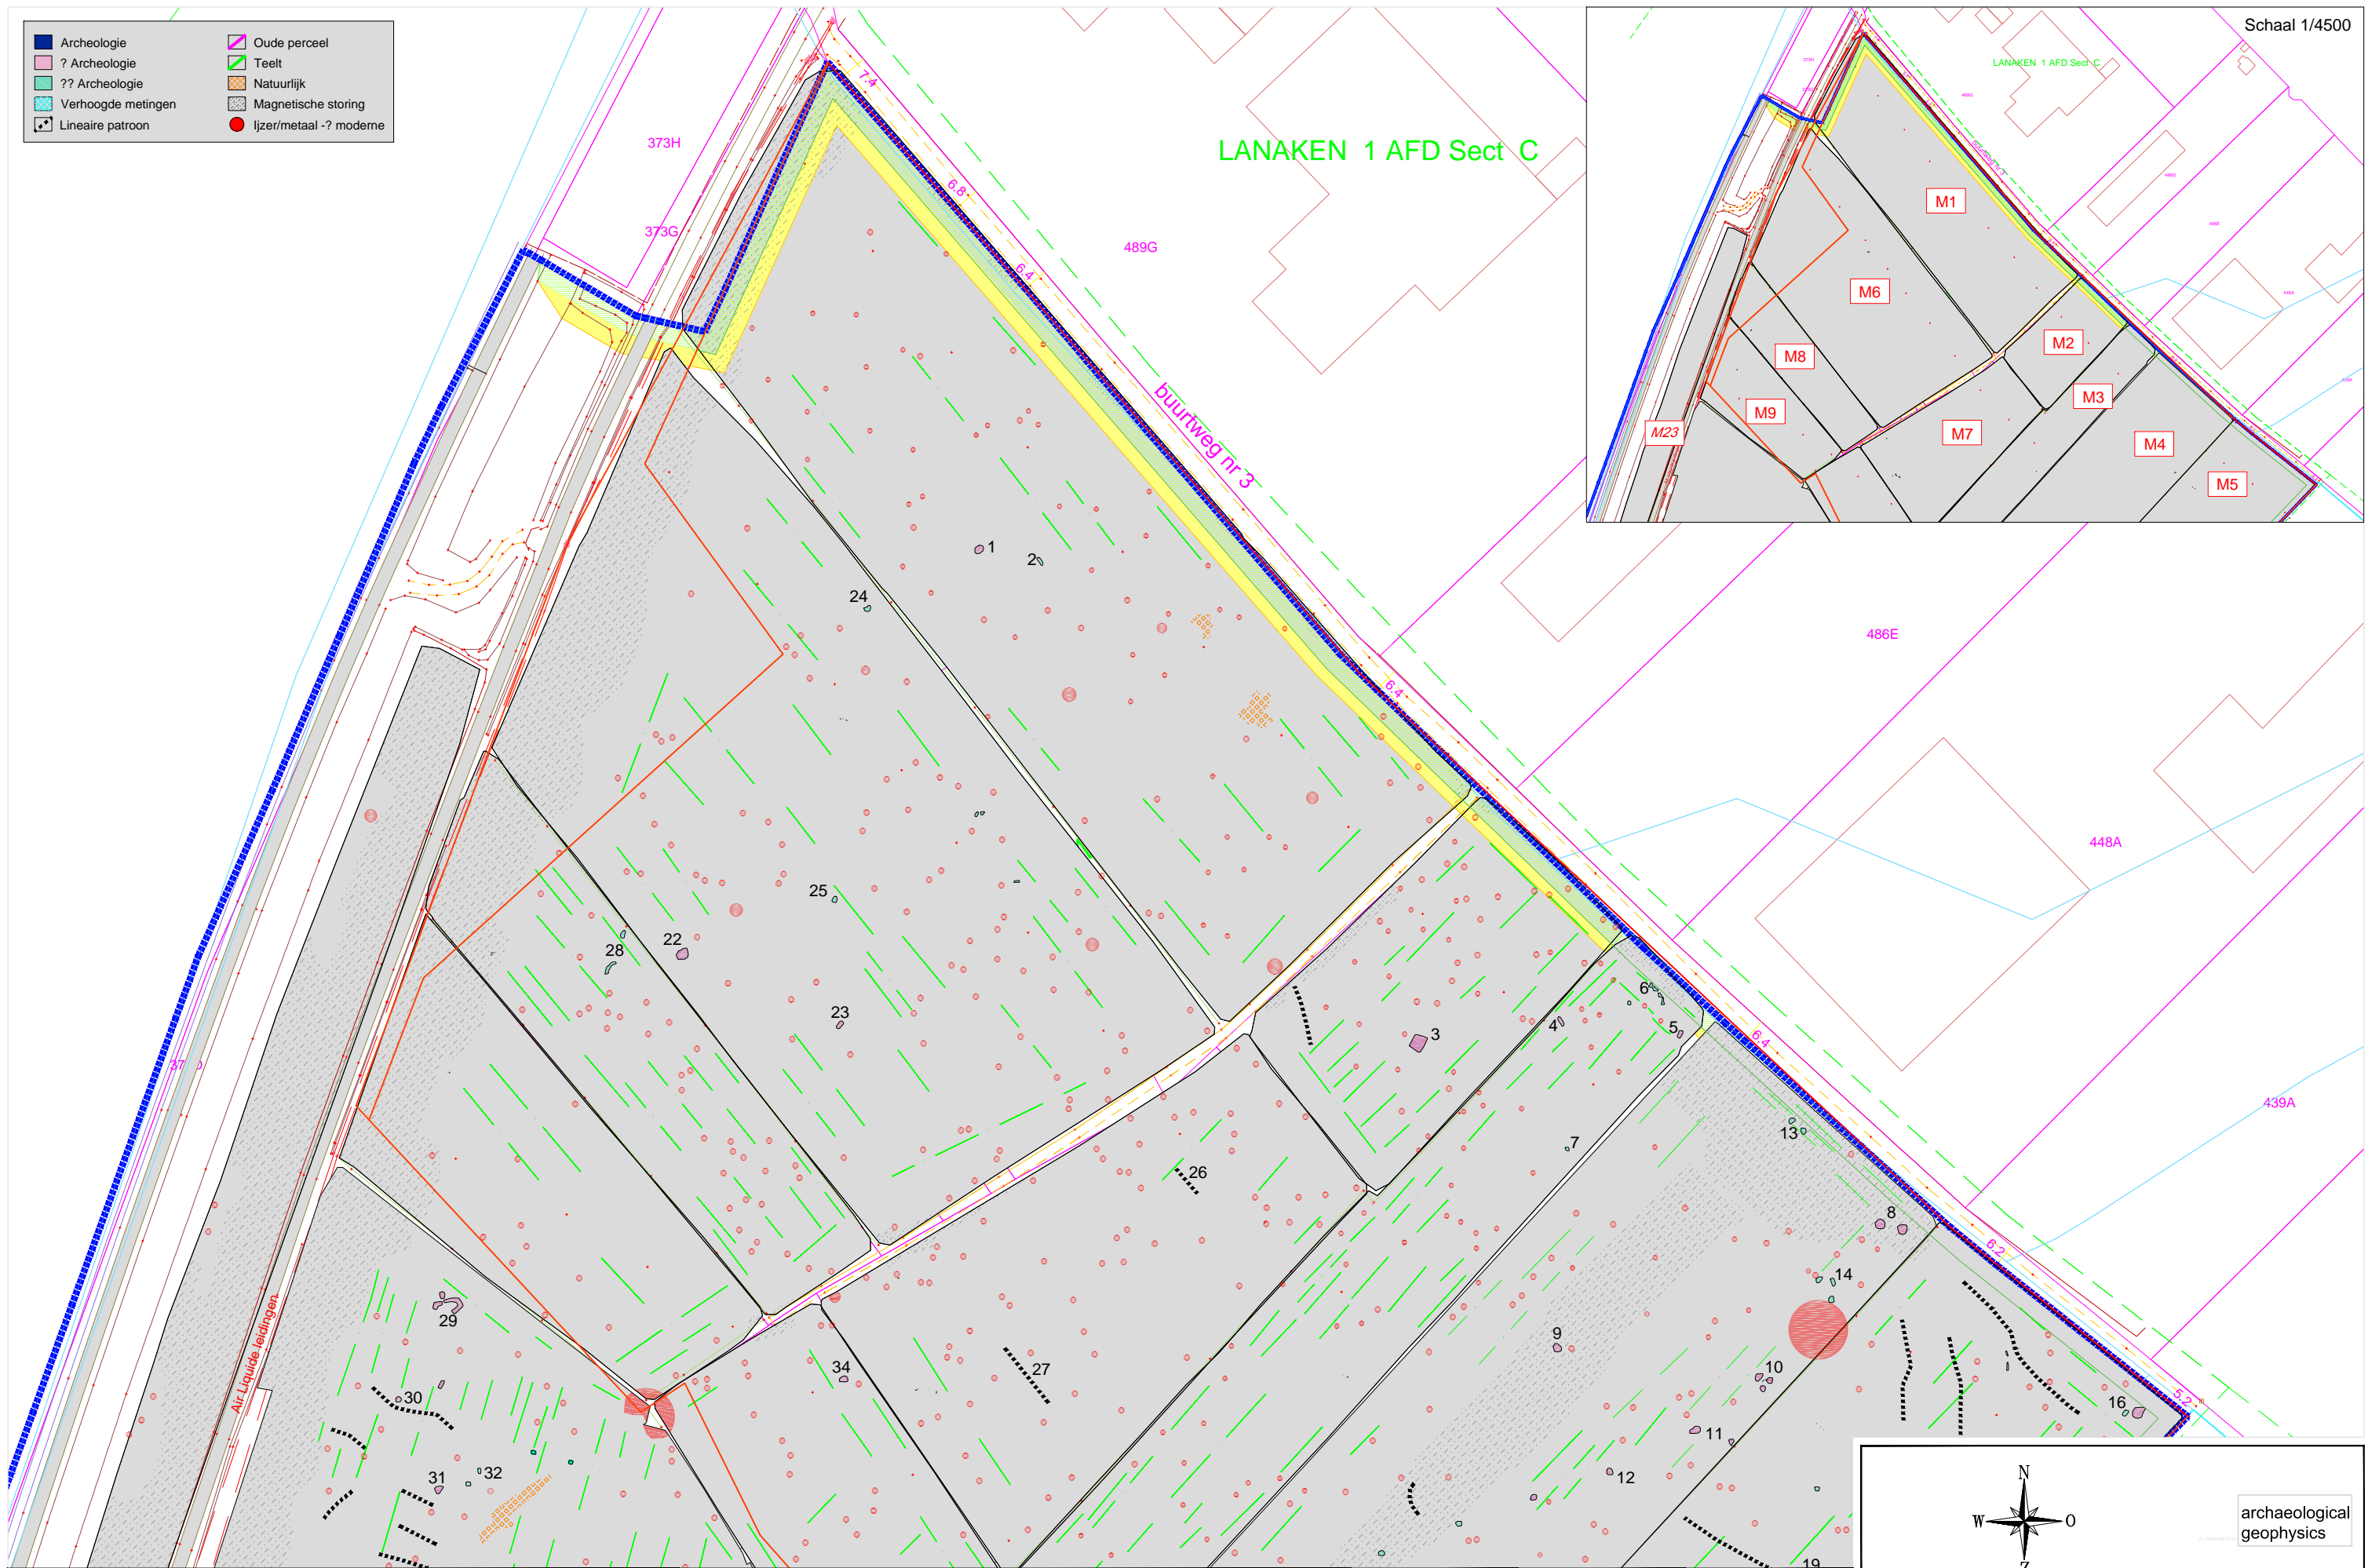 Archeologie
? Archeologie
?? Archeologie
Verhoogde metingen
Lineaire patroon
Oude perceel
Teelt
Natuurlijk
Magnetische storing
Ijzer/metaal -? moderne
Schaal 1/4500
LANAKEN 1 AFD Sect C
M1
M6
M2
M8
M3
M9
M7
M23
M4
M5
7.4
373H
LANAKEN 1 AFD Sect C
6.8
373G
489G
6.4
buurtweg nr 3
1
2
24
486E
6.4
448A
25
28
22
23
6
3
4
5
6.4
439A
7
13
26
8
6.2
14
29
Air Liquide leidingen
9
34
27
10
30
16
5.2
11
31
32
12
19
N
W
O
Z
archaeological
geophysics